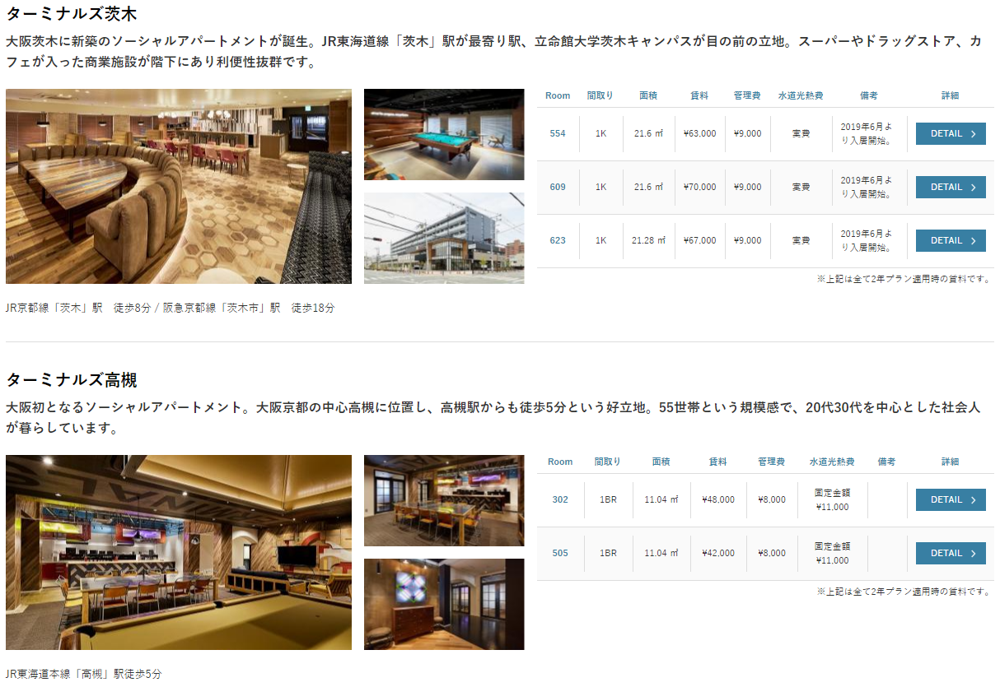 ターミナルズ茨木
大阪茨木に新築のソーシャルアパートメントが誕生。JR東海道線「茨木」駅が最寄り駅、立命館大学茨木キャンパスが目の前の立地。スーパーやドラッグストア、カ
フェが入った商業施設が階下にあり利便性抜群です。
Room 間取り 面積 賃料 管理費 水道光熱費 備考 詳細
554 1K 21.6 ㎡ ¥63,000 ¥9,000 実費 2019年6月よ
り入居開始。 DETAIL
609 1K 21.6 ㎡ ¥70,000 ¥9,000 実費 2019年6月よ
り入居開始。 DETAIL
623 1K 21.28 ㎡ ¥67,000 ¥9,000 実費 2019年6月よ
り入居開始。 DETAIL
※上記は全て2年プラン適用時の賃料です。
JR京都線「茨木」駅　徒歩8分 / 阪急京都線「茨木市」駅　徒歩18分
ターミナルズ高槻
大阪初となるソーシャルアパートメント。大阪京都の中心高槻に位置し、高槻駅からも徒歩5分という好立地。55世帯という規模感で、20代30代を中心とした社会人
が暮らしています。
Room 間取り 面積 賃料 管理費 水道光熱費 備考 詳細
302 1BR 11.04 ㎡ ¥48,000 ¥8,000 固定金額
¥11,000 DETAIL
505 1BR 11.04 ㎡ ¥42,000 ¥8,000 固定金額
¥11,000 DETAIL
※上記は全て2年プラン適用時の賃料です。
JR東海道本線「高槻」駅徒歩5分